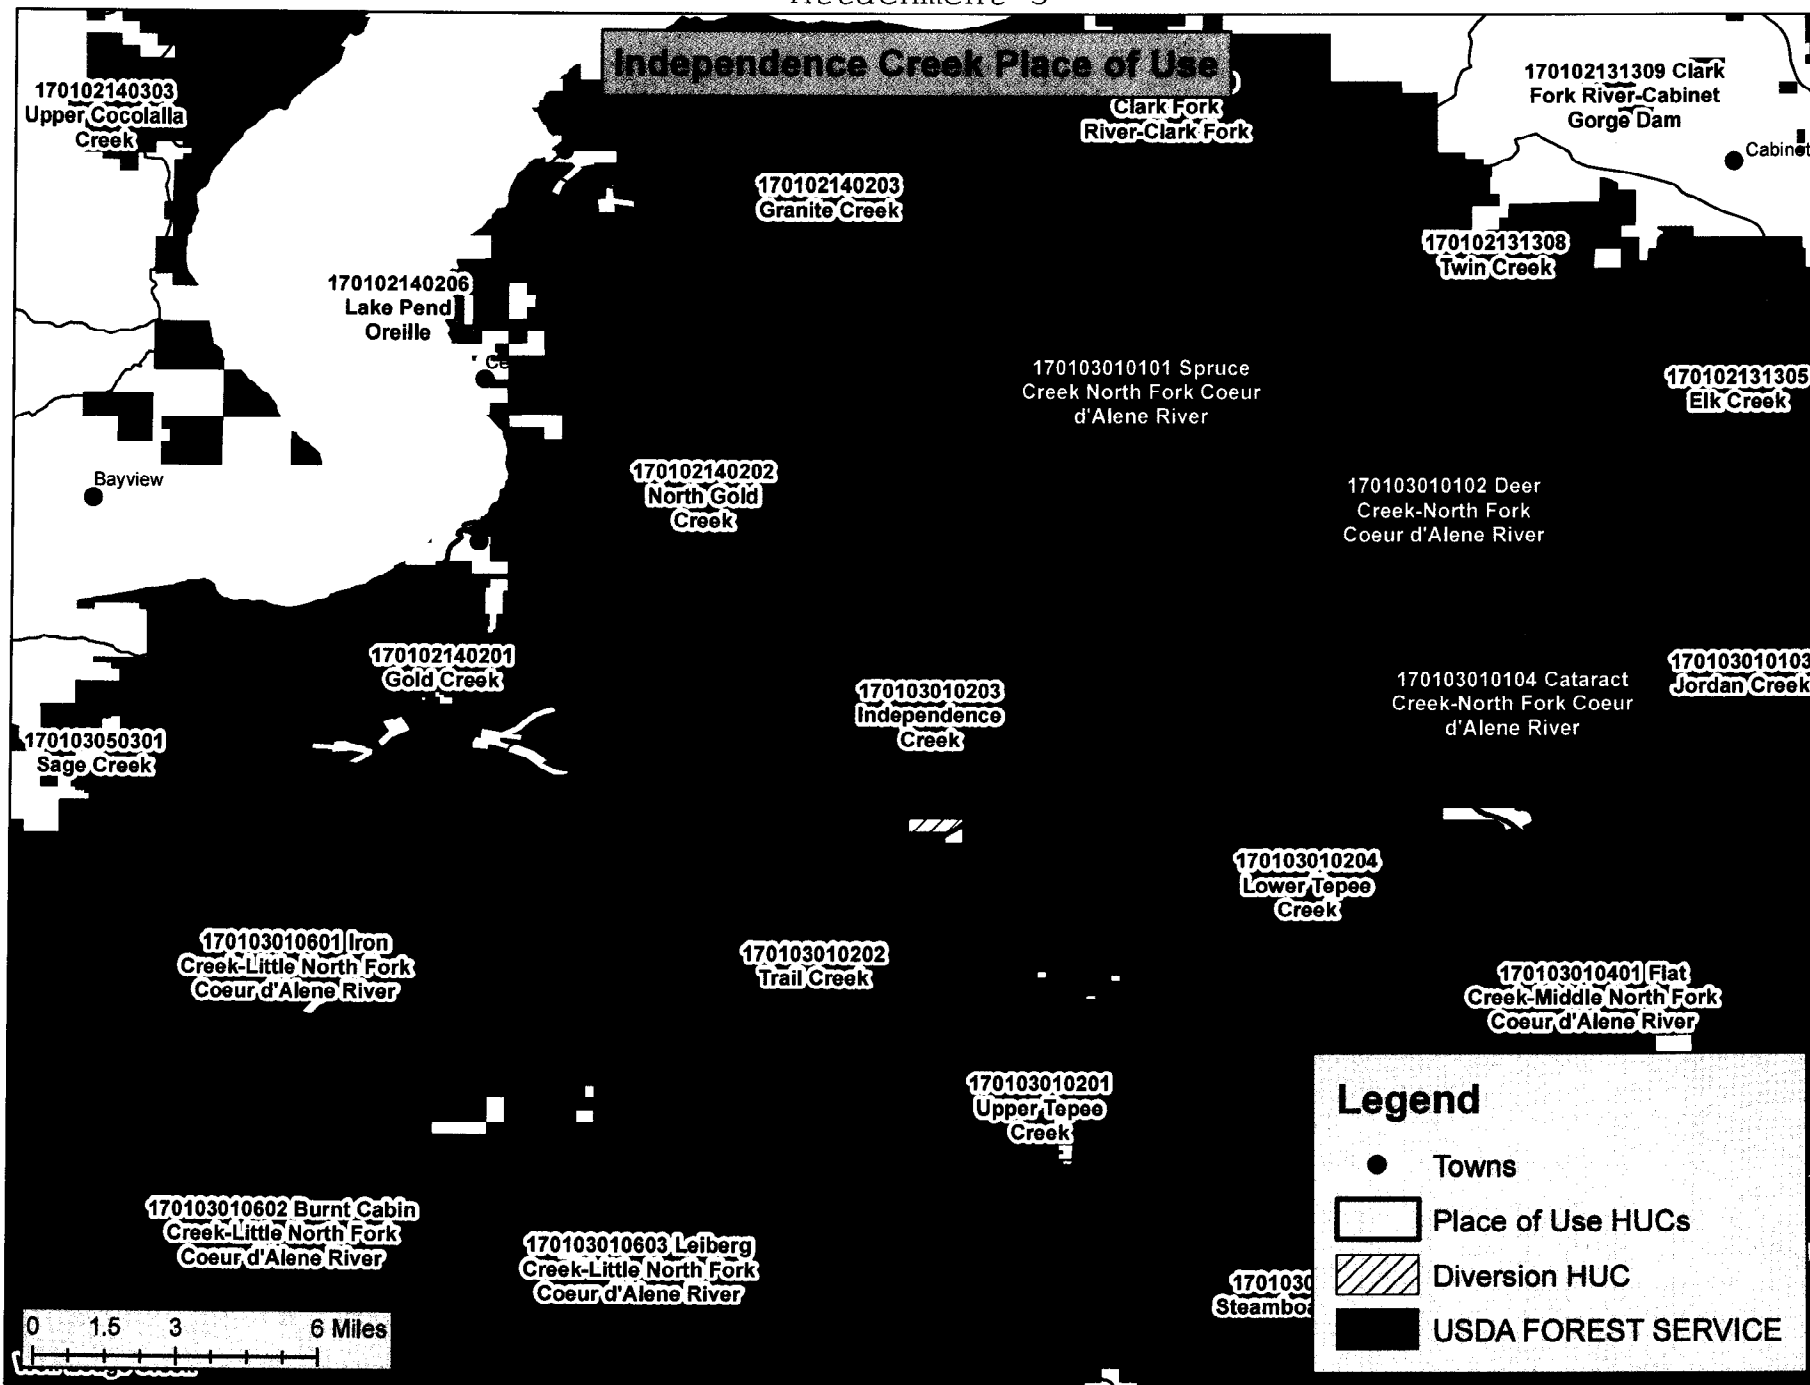 Attachment 3
Independence Creek Place of Use
170102140303
Upper Cocolalla
Creek
Clark Fork
River-Clark Fork
170102131309 Clark
Fork River-Cabinet
Gorge Dam
Cabinet
170102140203
Granite Creek
170102131308
Twin Creek
170102140206
Lake Pend
Oreille
Ce
170103010101 Spruce
Creek North Fork Coeur
d'Alene River
170102131305
Elk Creek
Bayview
170102140202
North Gold
Creek
170103010102 Deer
Creek-North Fork
Coeur d'Alene River
170102140201
Gold Creek
170103010203
Independence
Creek
170103010104 Cataract
Creek-North Fork Coeur
d'Alene River
170103010103
Jordan Creek
170103050301
Sage Creek
170103010204
Lower Tepee
Creek
170103010601 Iron
Creek-Little North Fork
Coeur d'Alene River
170103010202
Trail Creek
170103010401 Flat
Creek-Middle North Fork
Coeur d'Alene River
170103010201
Upper Tepee
Creek
170103010602 Burnt Cabin
Creek-Little North Fork
Coeur d'Alene River
170103010603 Leiberg
Creek-Little North Fork
Coeur d'Alene River
1701030
Steamboa
Legend
Towns
Place of Use HUCs
Diversion HUC
USDA FOREST SERVICE
0 1.5 3 6 Miles